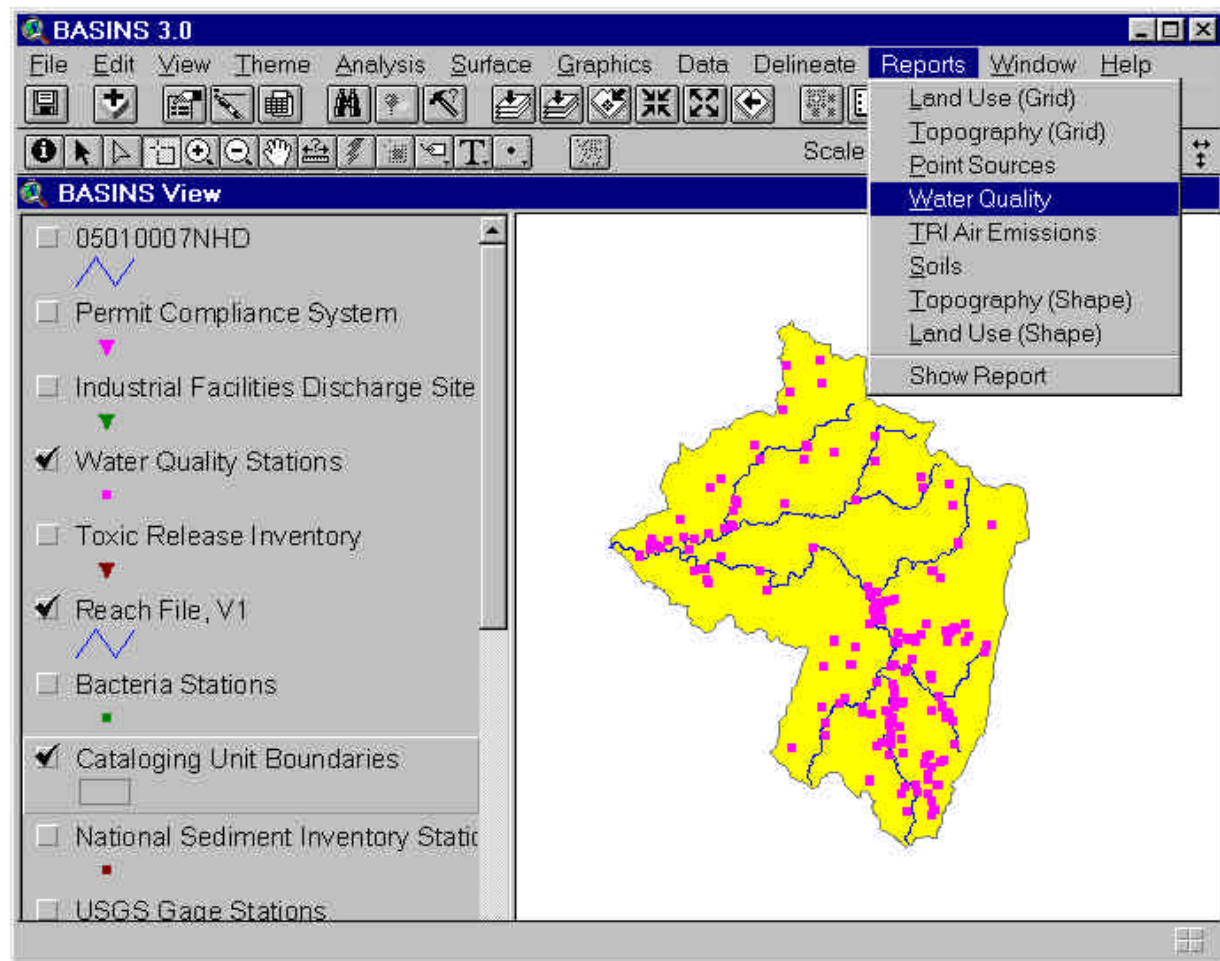 BASINS 3.0
File Edit View Theme Analysis Surface Graphics Data Delineate Reports Window Help
Land Use (Grid)
Topography (Grid)
Point Sources
Water Quality
TRI Air Emissions
Soils
Topography (Shape)
Land Use (Shape)
Show Report
T.
Scale
BASINS View
05010007NHD
Permit Compliance System
Industrial Facilities Discharge Site
Water Quality Stations
Toxic Release Inventory
Reach File, V1
Bacteria Stations
Cataloging Unit Boundaries
National Sediment Inventory Static
USGS Gage Stations